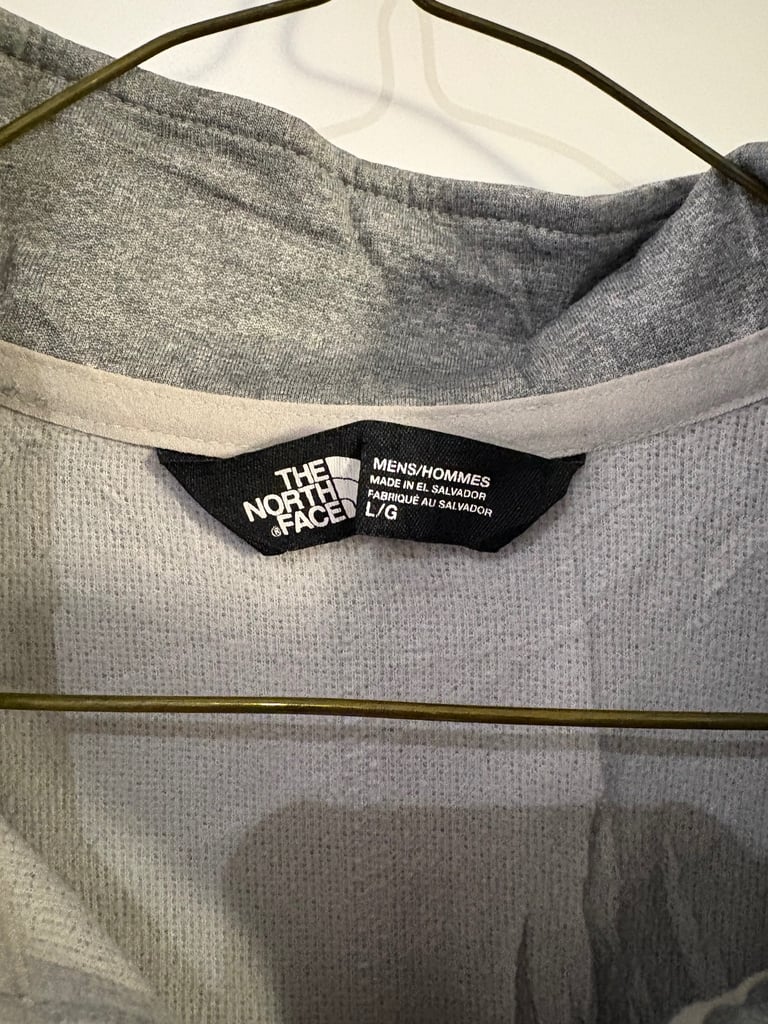 THE
NORTH
®FACE
MENS/HOMMES
MADE IN EL SALVADOR
FABRIQUÉ AU SALVADOR
L/G